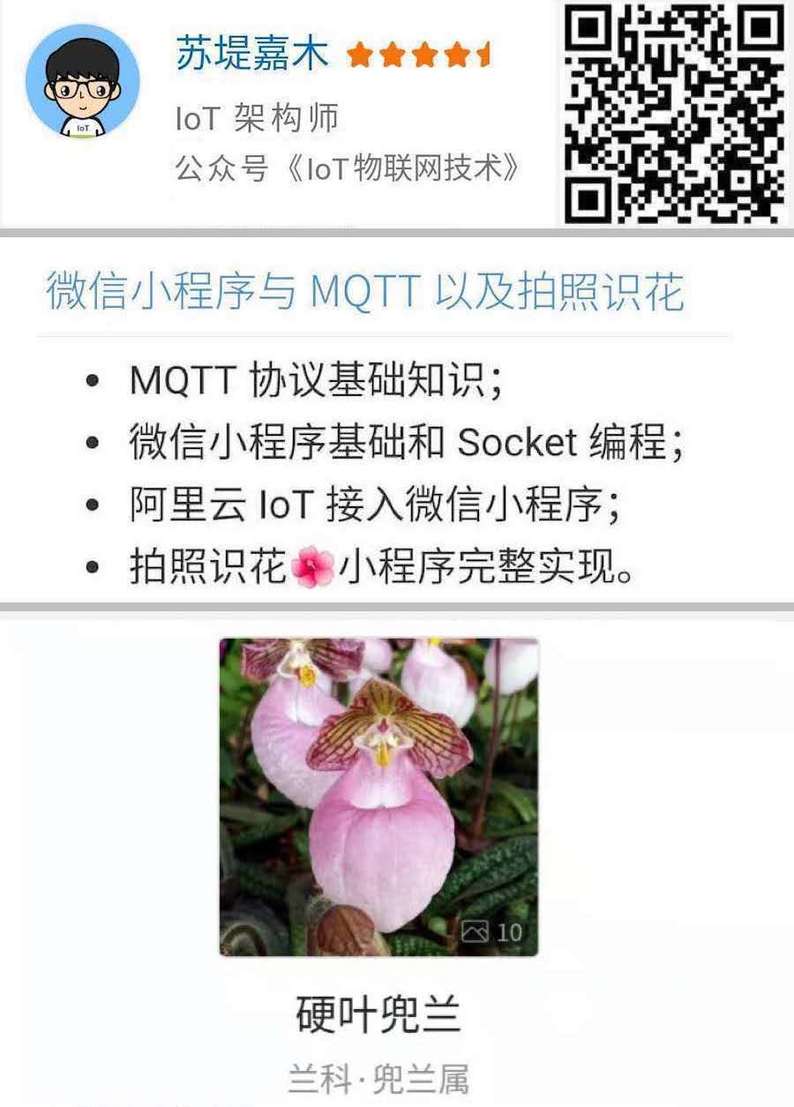 苏堤嘉木
IoT 架构师
公众号《IoT物联网技术》
IoT
微信小程序与 MQTT 以及拍照识花
• MQTT 协议基础知识；
• 微信小程序基础和 Socket 编程；
• 阿里云 IoT 接入微信小程序；
• 拍照识花🌺小程序完整实现。
10
硬叶兜兰
兰科·兜兰属